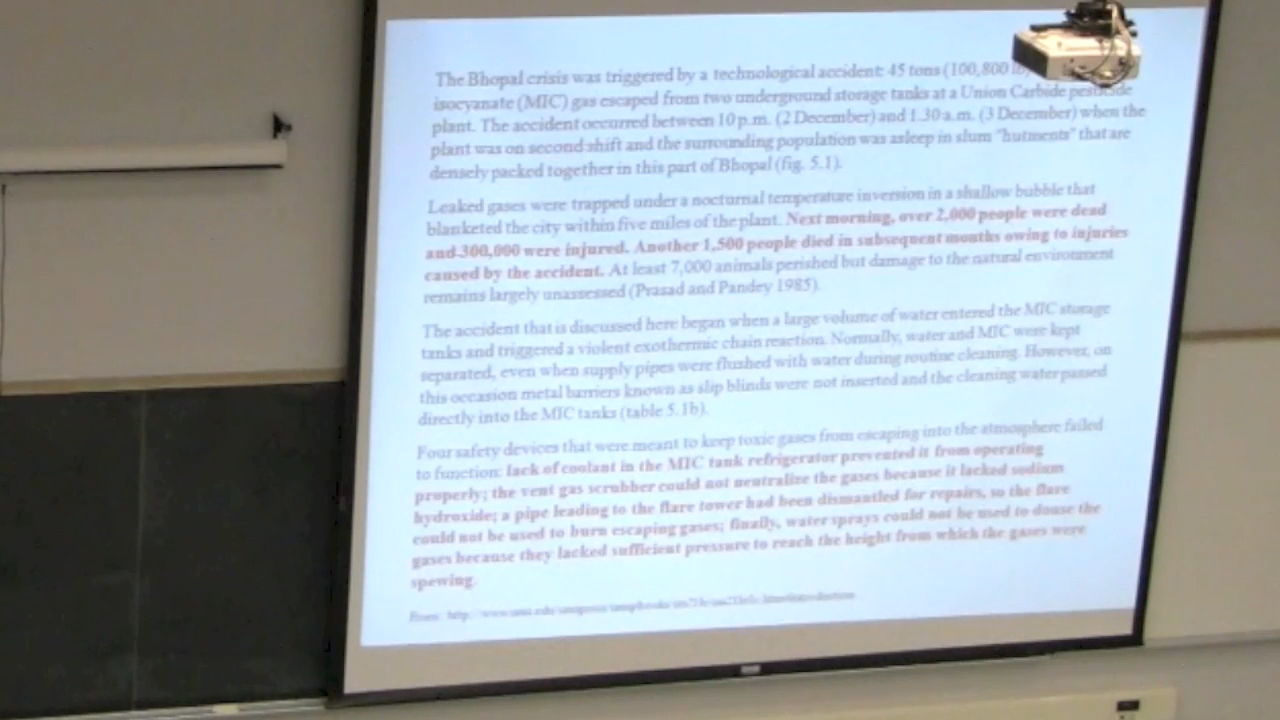 The Bhopal crisis was triggered by a technological accident: 45 tons (100,800 lb)
isocyanate (MIC) gas escaped from two underground storage tanks at a Union Carbide pesticide
plant. The accident occurred between 10 p.m. (2 December) and 1.30 a.m. (3 December) when the
plant was on second shift and the surrounding population was asleep in slum "hutments" that are
densely packed together in this part of Bhopal (fig. 5.1).
Leaked gases were trapped under a nocturnal temperature inversion in a shallow bubble that
blanketed the city within five miles of the plant. Next morning, over 2,000 people were dead
and 300,000 were injured. Another 1,500 people died in subsequent months owing to injuries
caused by the accident. At least 7,000 animals perished but damage to the natural environment
remains largely unassessed (Prasad and Pandey 1985).
The accident that is discussed here began when a large volume of water entered the MIC storage
tanks and triggered a violent exothermic chain reaction. Normally, water and MIC were kept
separated, even when supply pipes were flushed with water during routine cleaning. However, on
this occasion metal barriers known as slip blinds were not inserted and the cleaning water passed
directly into the MIC tanks (table 5.1b).
Four safety devices that were meant to keep toxic gases from escaping into the atmosphere failed
to function: lack of coolant in the MIC tank refrigerator prevented it from operating
properly; the vent gas scrubber could not neutralize the gases because it lacked sodium
hydroxide; a pipe leading to the flare tower had been dismantled for repairs, so the flare
could not be used to burn escaping gases; finally, water sprays could not be used to douse the
gases because they lacked sufficient pressure to reach the height from which the gases were
spewing.
From: http: